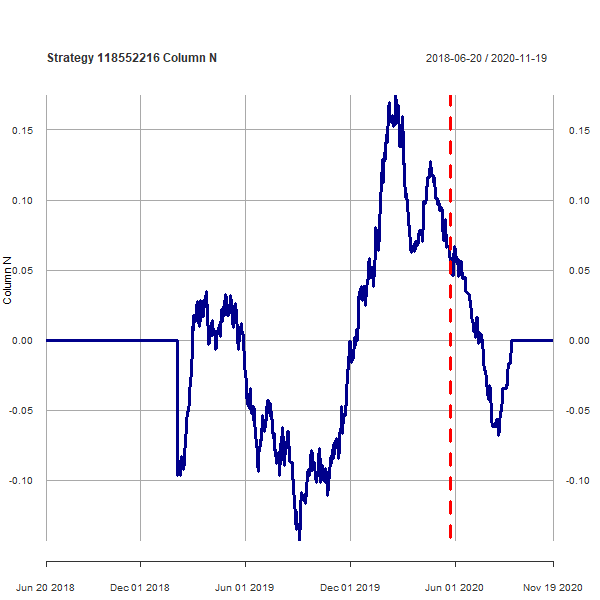 Strategy 118552216 Column N 2018-06-20 / 2020-11-19
0.15 0.15
0.10 0.10
0.05 0.05
0.00 0.00
-0.05 -0.05
-0.10 -0.10
Column N
Jun 20 2018 Dec 01 2018 Jun 01 2019 Dec 01 2019 Jun 01 2020 Nov 19 2020